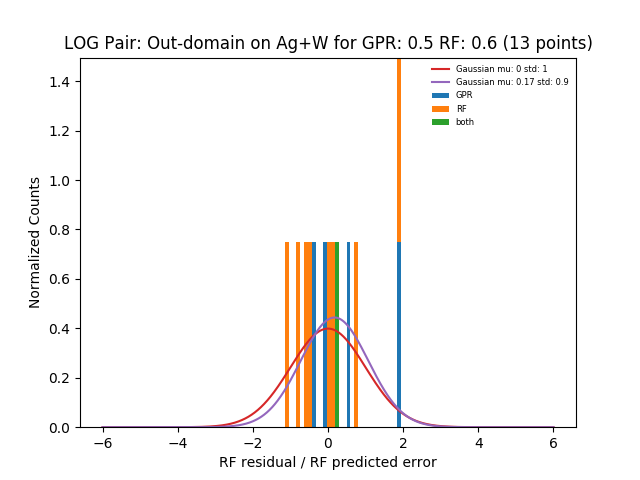 LOG Pair: Out-domain on Ag+W for GPR: 0.5 RF: 0.6 (13 points)
Gaussian mu: 0 std: 1
Gaussian mu: 0.17 std: 0.9
GPR
RF
both
Normalized Counts
1.4
1.2
1.0
0.8
0.6
0.4
0.2
0.0
−6 −4 −2 0 2 4 6
RF residual / RF predicted error